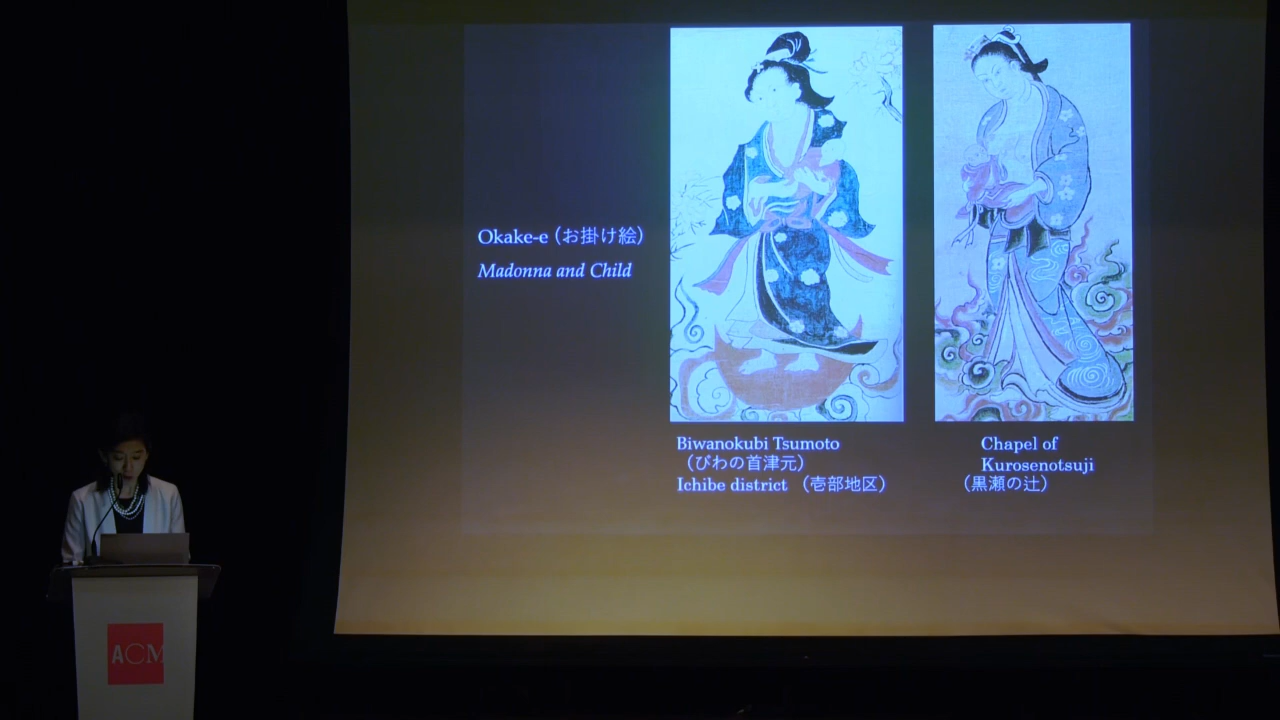 Okake-e (お掛け絵)
Madonna and Child
Biwanokubi Tsumoto
(びわの首津元)
Ichibe district (壱部地区)
Chapel of
Kurosenotsuji
(黒瀬の辻)
ACM